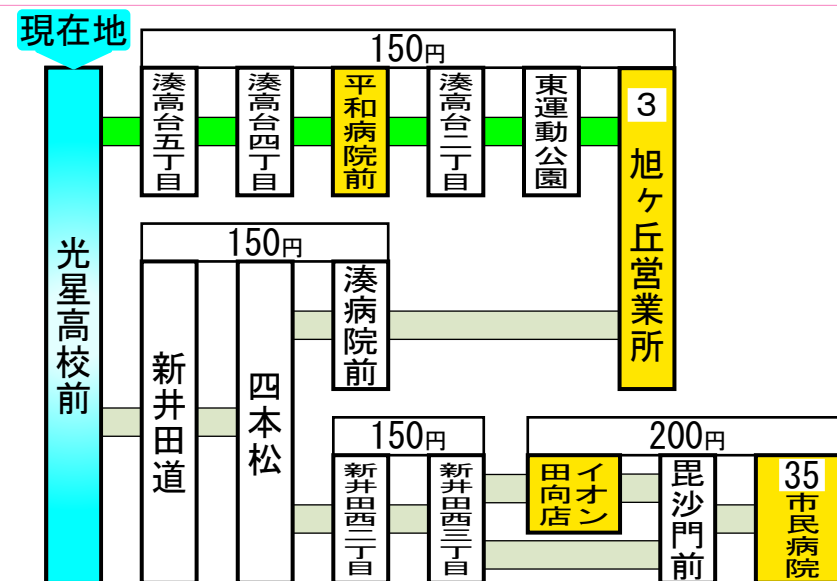 現在地
光星高校前
150円
湊高台五丁目
湊高台四丁目
平和病院前
湊高台二丁目
東運動公園
3
旭ヶ丘営業所
150円
新井田道
四本松
湊病院前
150円
新井田西二丁目
新井田西三丁目
200円
イオン
田向店
毘沙門前
35
市民病院